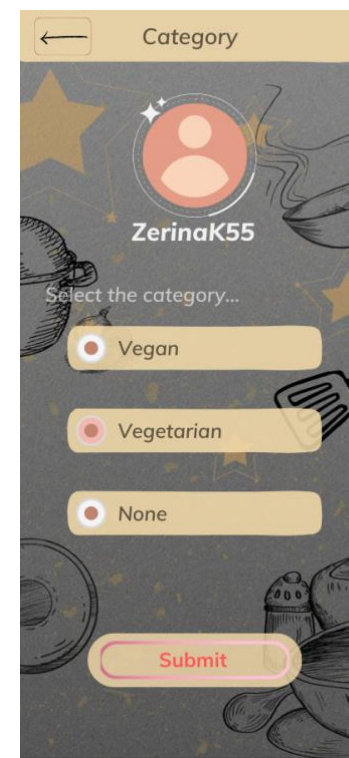 Category
ZerinaK55
Select the category...
Vegan
Vegetarian
None
Submit